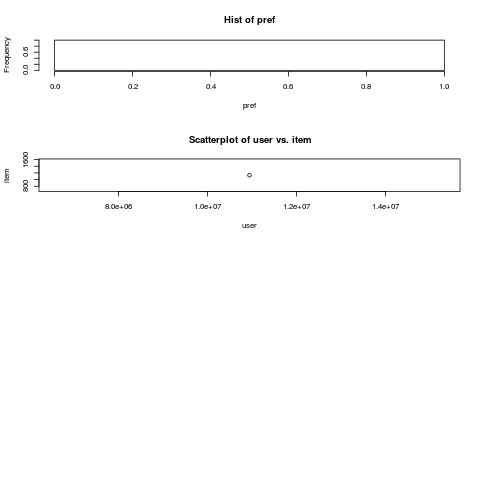 Hist of pref
Frequency
0.0 0.6
0.0 0.2 0.4 0.6 0.8 1.0
pref
Scatterplot of user vs. item
item
800 1600
8.0e+06 1.0e+07 1.2e+07 1.4e+07
user